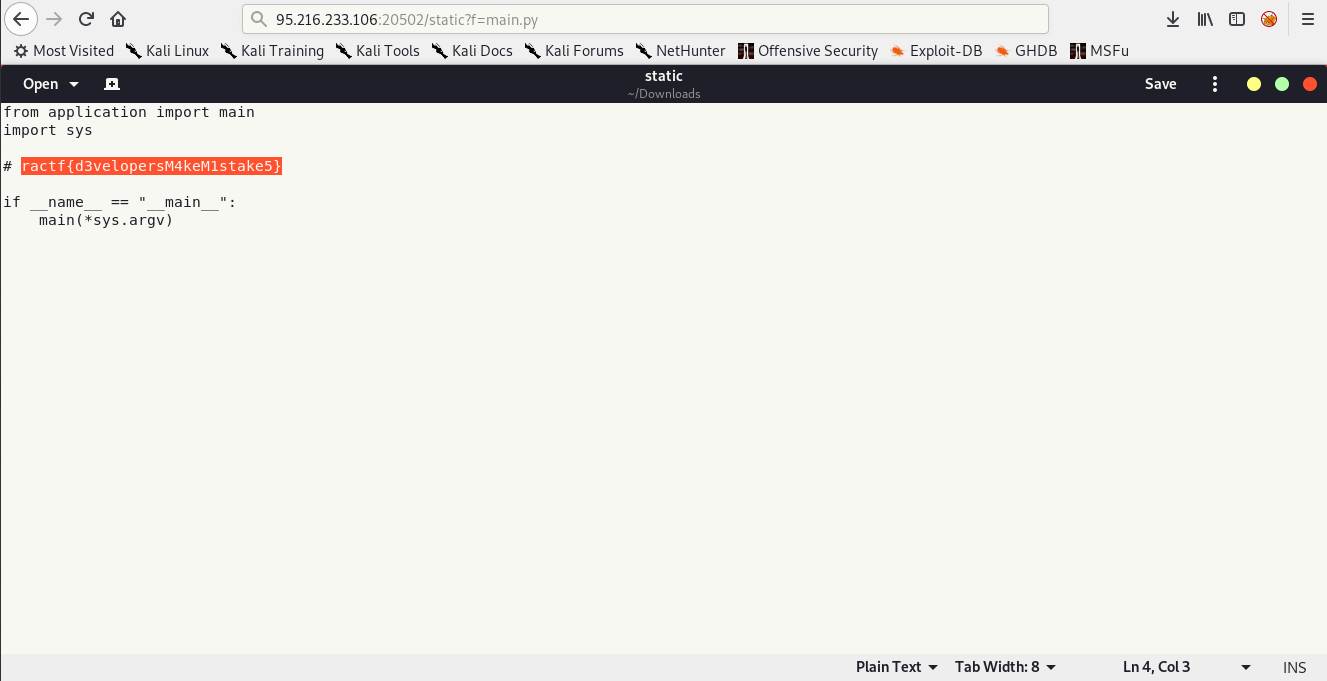 95.216.233.106:20502/static?f=main.py
Most Visited Kali Linux Kali Training Kali Tools Kali Docs Kali Forums NetHunter Offensive Security Exploit-DB GHDB MSFu
Open static Save
~/Downloads
from application import main
import sys
# ractf{d3velopersM4keM1stake5}
if __name__ == "__main__":
    main(*sys.argv)
Plain Text Tab Width: 8 Ln 4, Col 3 INS